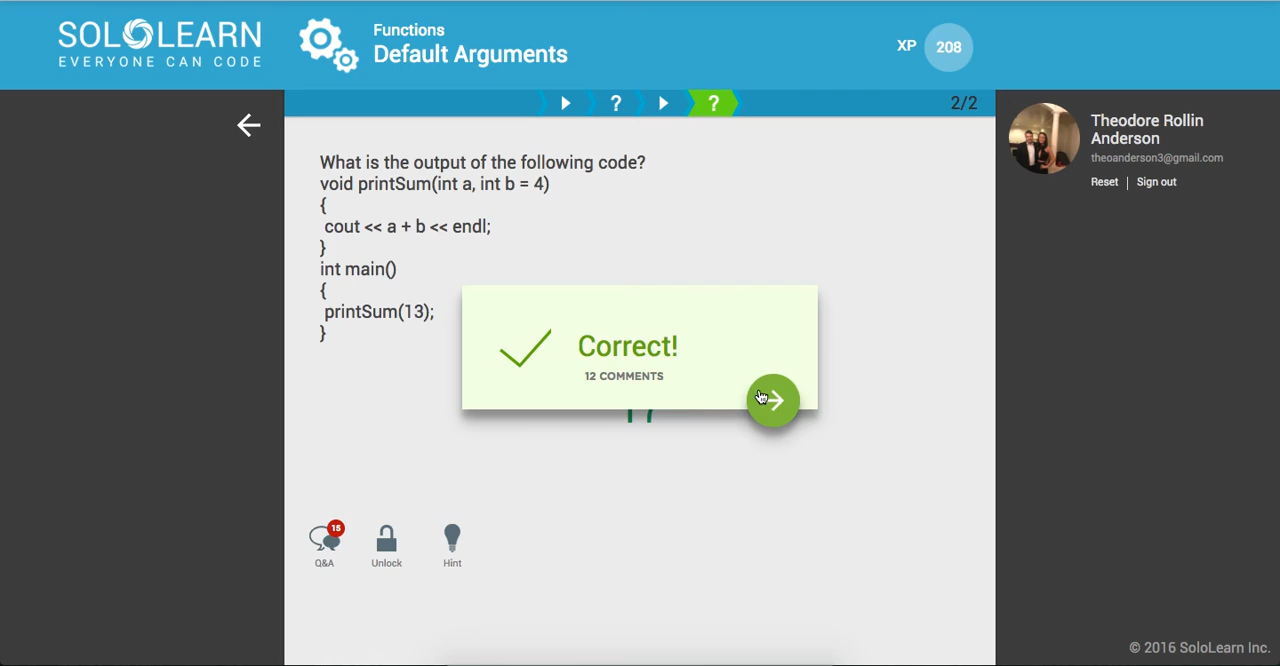 SOLOLEARN
EVERYONE CAN CODE
Functions
Default Arguments
XP 208
? ? 2/2
Theodore Rollin
Anderson
theoanderson3@gmail.com
Reset | Sign out
What is the output of the following code?
void printSum(int a, int b = 4)
{
cout << a + b << endl;
}
int main()
{
printSum(13);
}
Correct!
12 COMMENTS
17
15
Q&A
Unlock
Hint
© 2016 SoloLearn Inc.